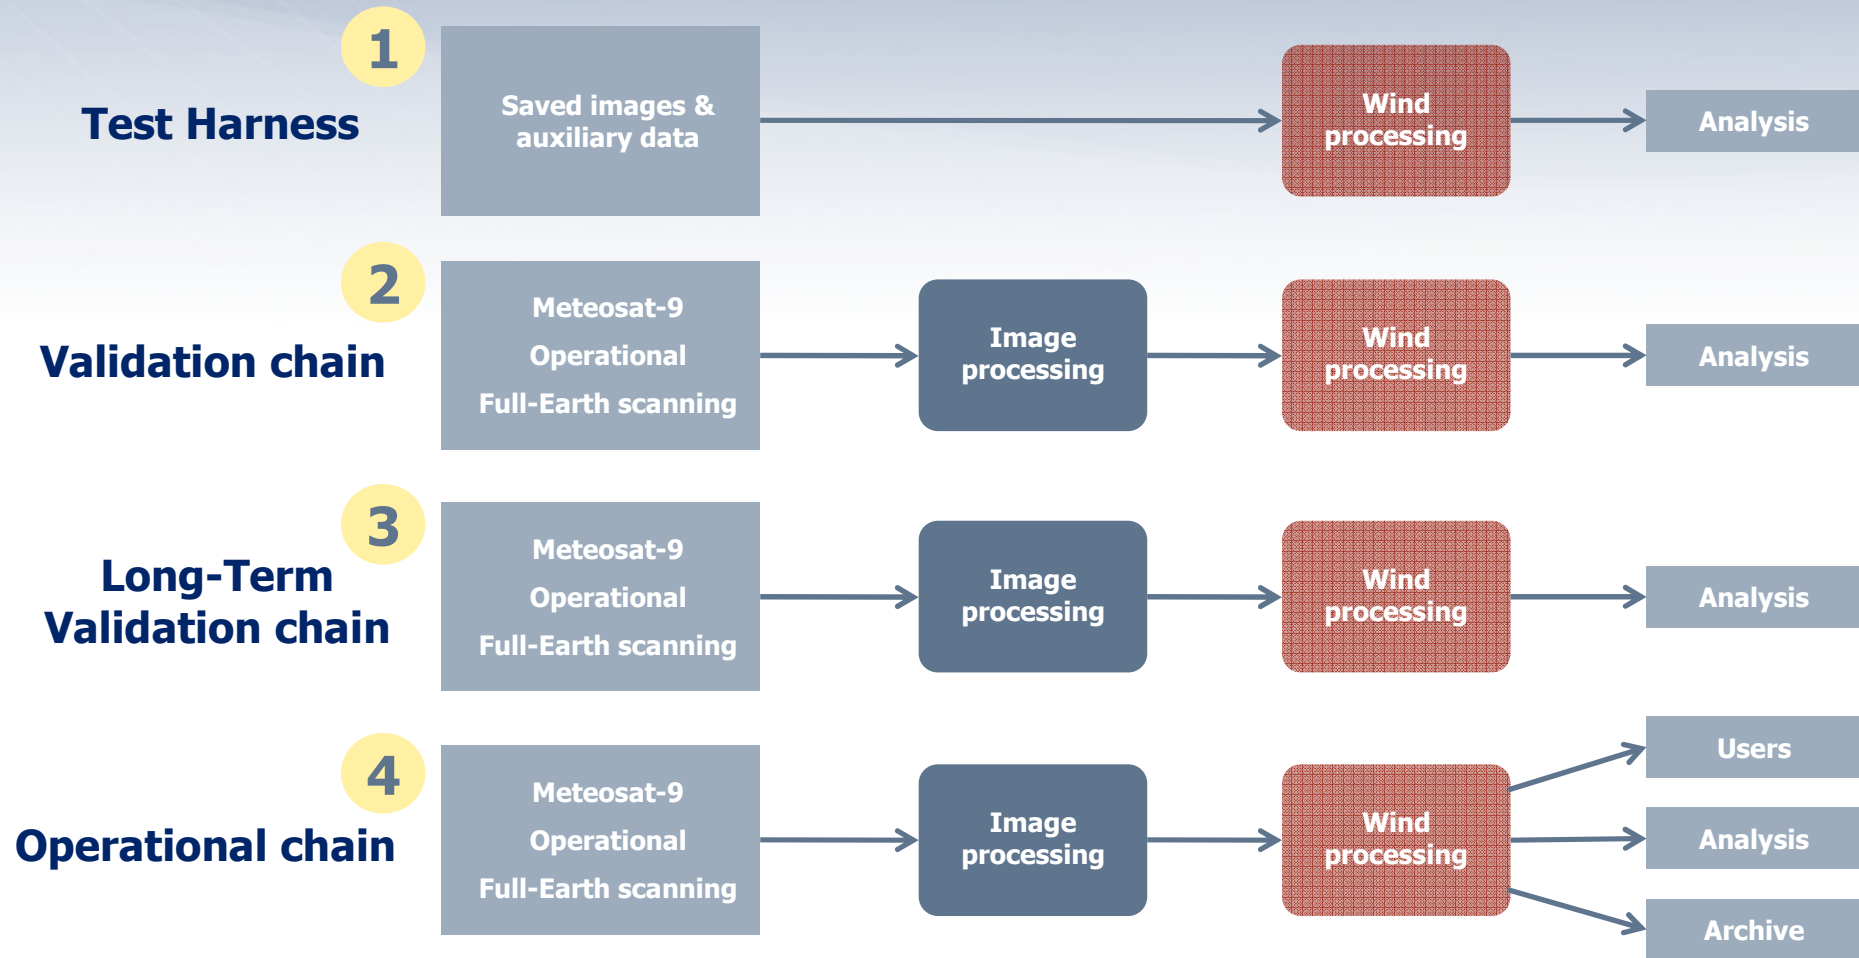 1
Test Harness
Saved images &
auxiliary data
Wind
processing
Analysis
2
Validation chain
Meteosat-9
Operational
Full-Earth scanning
Image
processing
Wind
processing
Analysis
3
Long-Term
Validation chain
Meteosat-9
Operational
Full-Earth scanning
Image
processing
Wind
processing
Analysis
4
Operational chain
Meteosat-9
Operational
Full-Earth scanning
Image
processing
Wind
processing
Users
Analysis
Archive